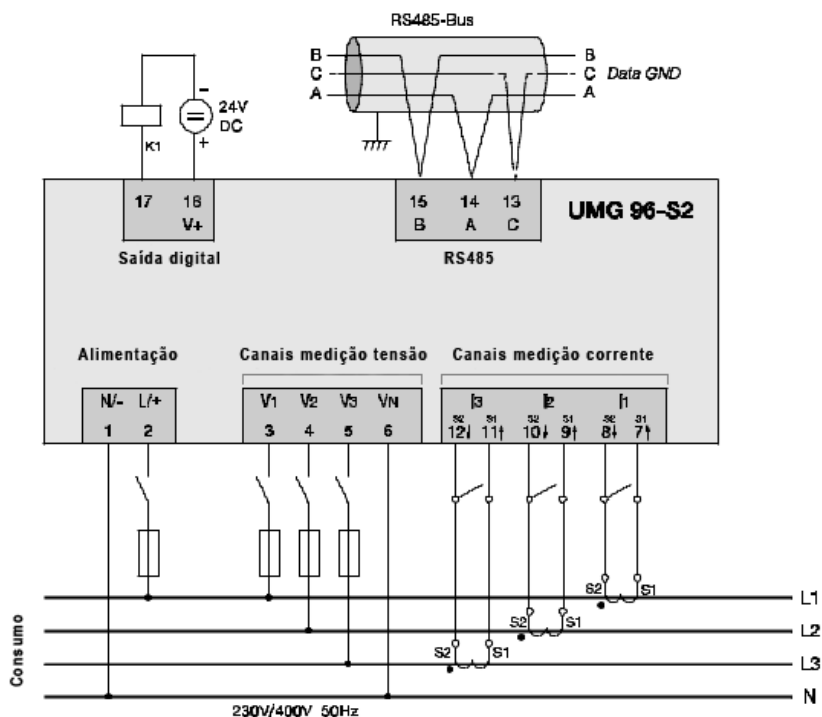 RS485-Bus
B B
C C Data GND
A A
24V
DC
K1
17 16 15 14 13
V+ B A C
UMG 96-S2
Saída digital RS485
Alimentação Canais medição tensão Canais medição corrente
N/- L/+ V1 V2 V3 VN I3 I2 I1
S2 S1 S2 S1 S2 S1
1 2 3 4 5 6 12↓ 11↑ 10↓ 9↑ 8↓ 7↑
S2 S1
L1
S2 S1
L2
S2 S1
L3
N
Consumo
230V/400V 50Hz